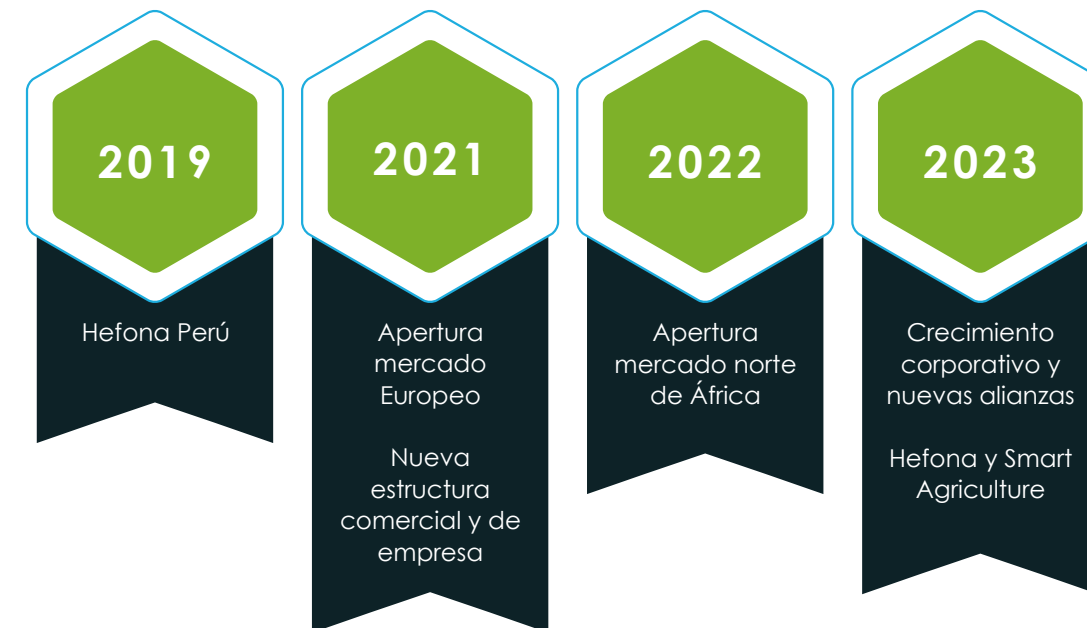 2019
Hefona Perú
2021
Apertura
mercado
Europeo
Nueva
estructura
comercial y de
empresa
2022
Apertura
mercado norte
de África
2023
Crecimiento
corporativo y
nuevas alianzas
Hefona y Smart
Agriculture